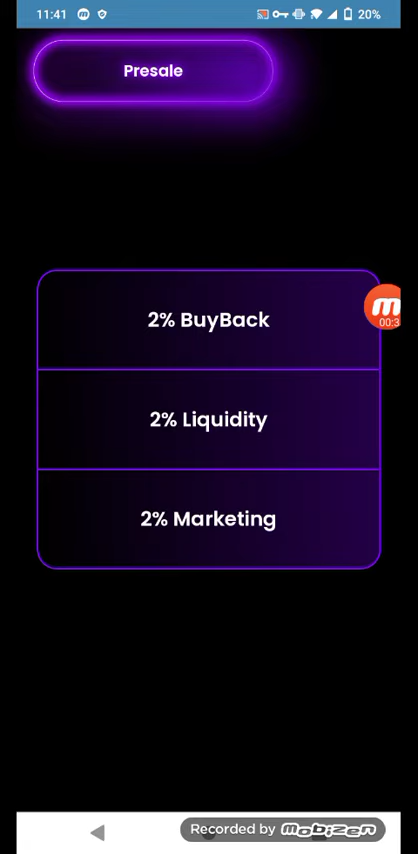 11:41
20%
Presale
2% BuyBack
00:3
2% Liquidity
2% Marketing
Recorded by mobizen